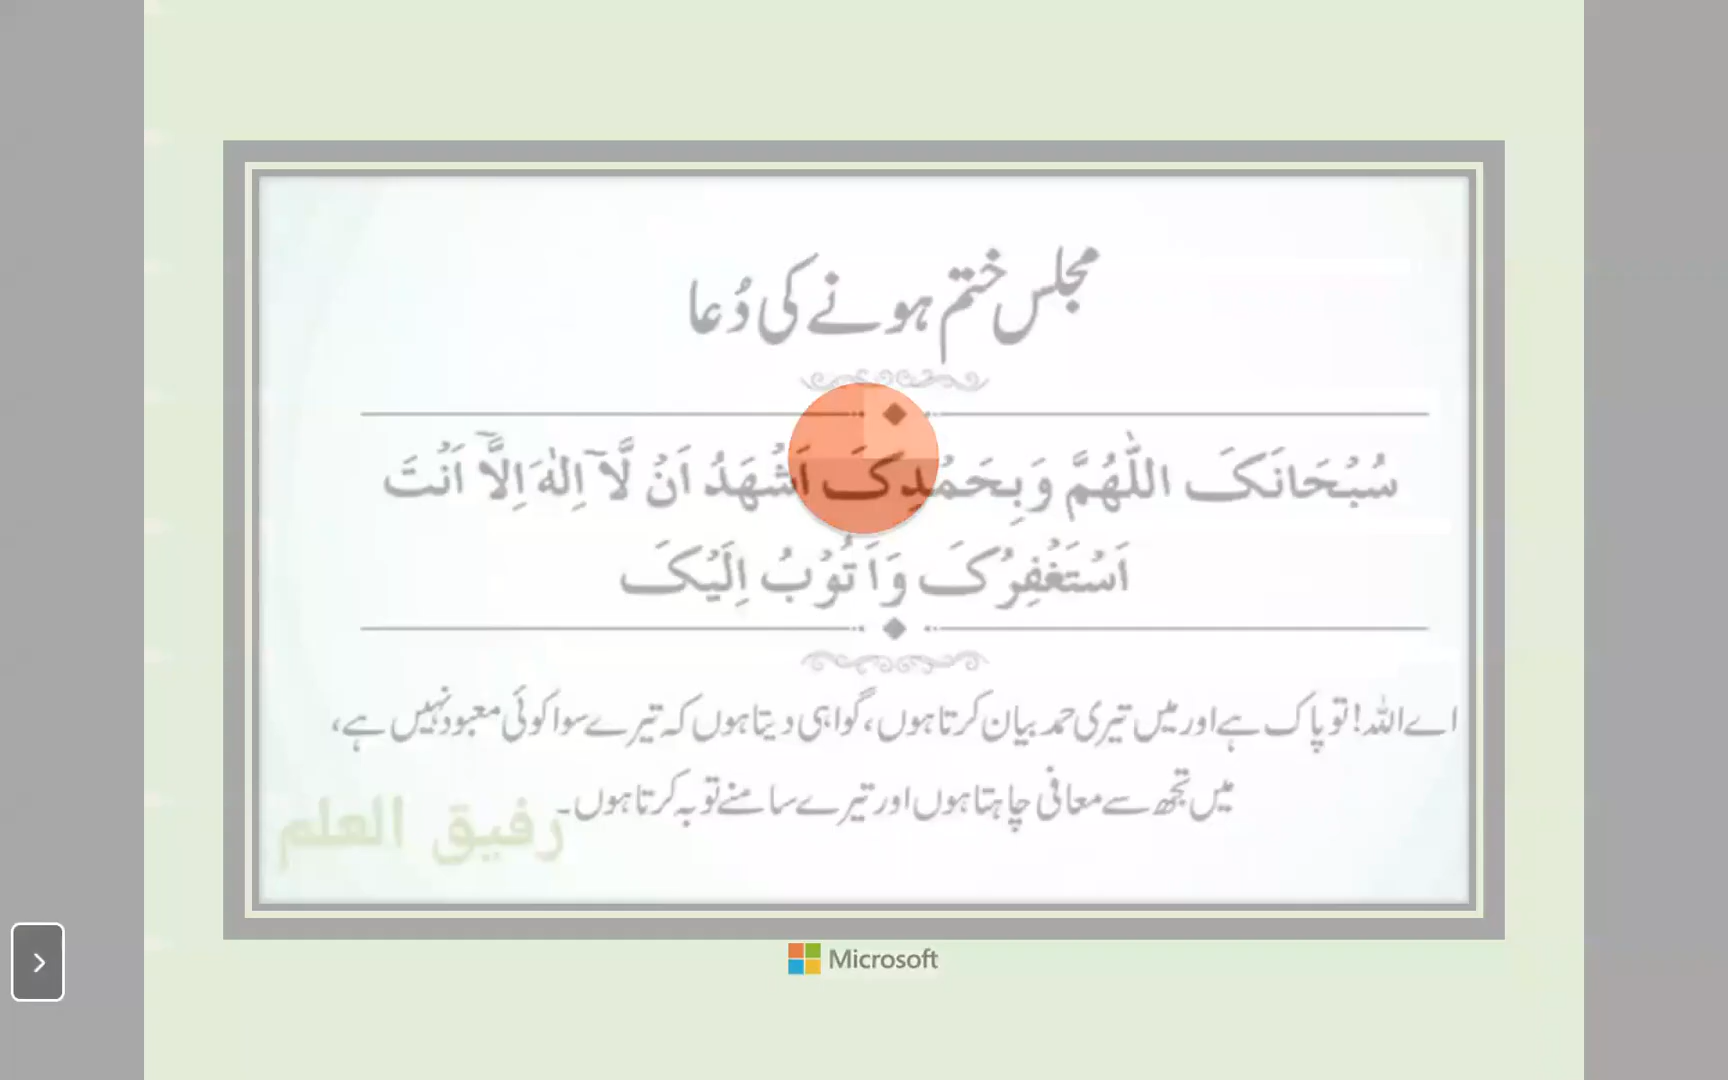 مجلس ختم ہونے کی دُعا
سُبْحَانَکَ اللّٰهُمَّ وَبِحَمْدِکَ اَشْهَدُ اَنْ لَّآ اِلٰهَ اِلَّآ اَنْتَ
اَسْتَغْفِرُکَ وَاَتُوْبُ اِلَیْکَ
اے اللہ! تو پاک ہے اور میں تیری حمد بیان کرتا ہوں، گواہی دیتا ہوں کہ تیرے سوا کوئی معبود نہیں ہے،
میں تجھ سے معافی چاہتا ہوں اور تیرے سامنے توبہ کرتا ہوں۔
رفيق العلم
Microsoft